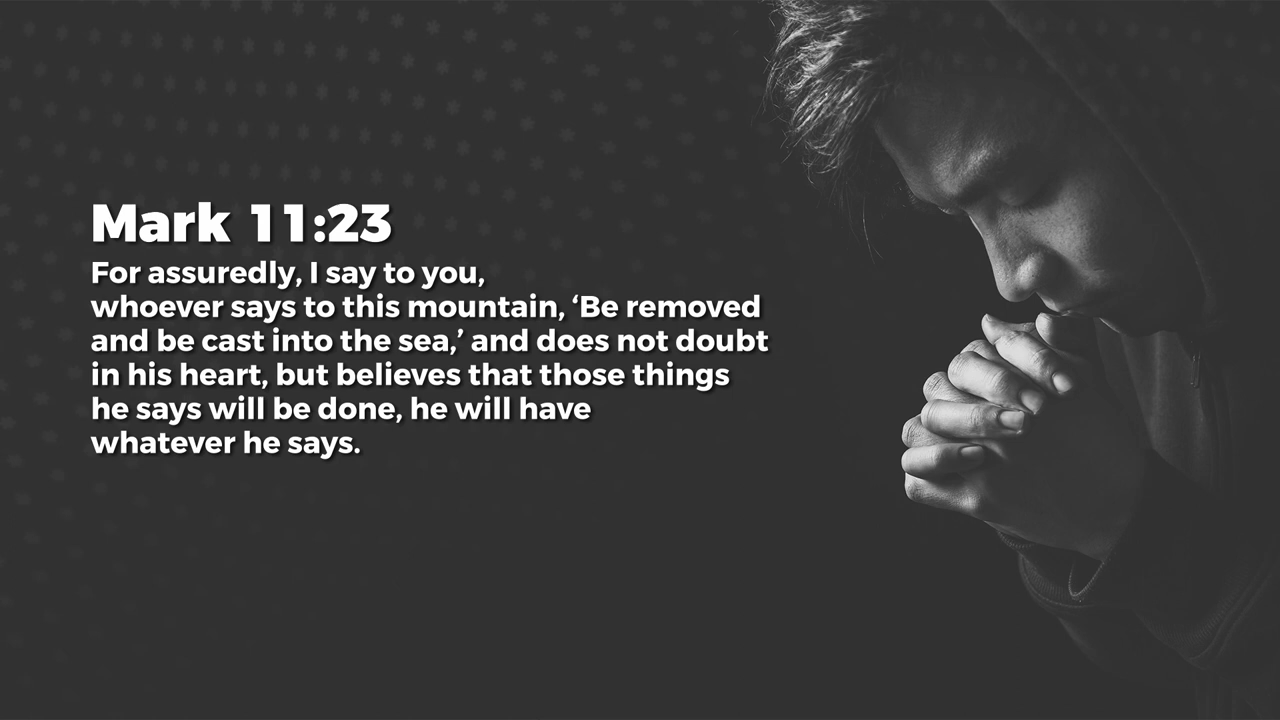 Mark 11:23
For assuredly, I say to you,
whoever says to this mountain, ‘Be removed
and be cast into the sea,’ and does not doubt
in his heart, but believes that those things
he says will be done, he will have
whatever he says.